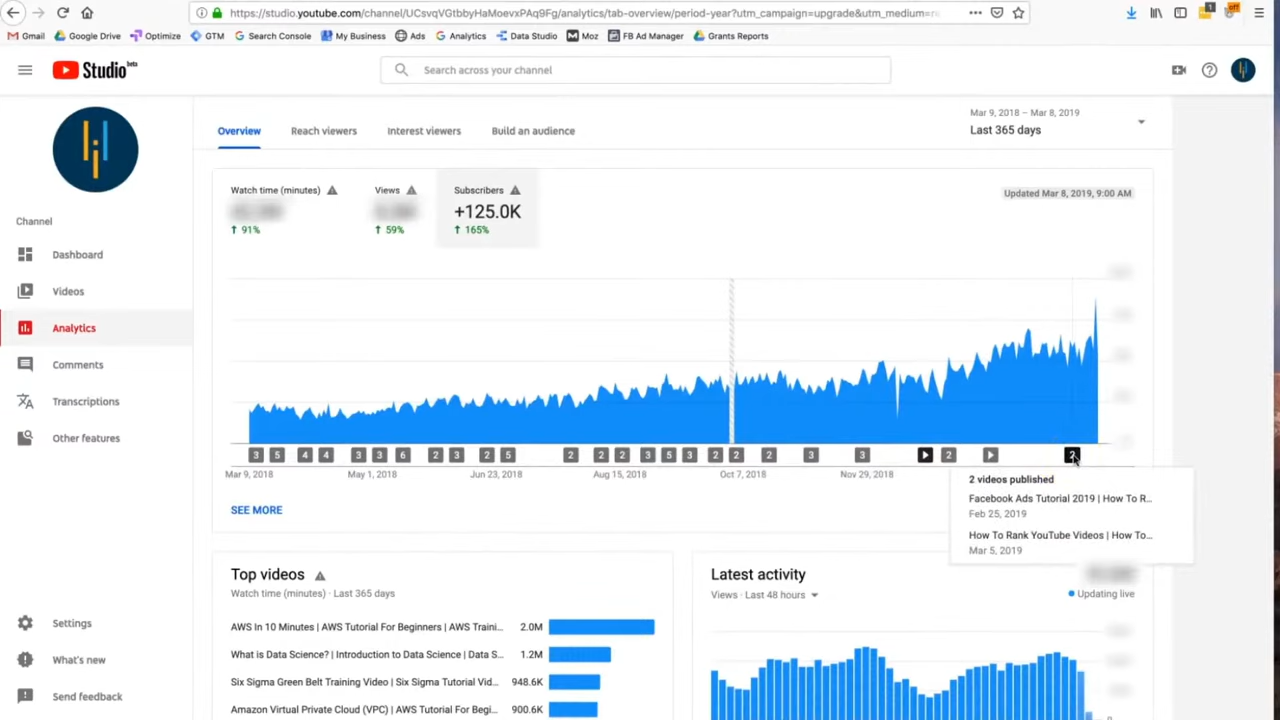 https://studio.youtube.com/channel/UCsvqVGtbbyHaMoevxPAq9Fg/analytics/tab-overview/period-year?utm_campaign=upgrade&utm_medium=
1
off
Gmail Google Drive Optimize GTM Search Console My Business Ads Analytics Data Studio Moz FB Ad Manager Grants Reports
Studio beta
Search across your channel
Channel
Dashboard
Videos
Analytics
Comments
Transcriptions
Other features
Settings
What's new
Send feedback
Overview Reach viewers Interest viewers Build an audience
Mar 9, 2018 – Mar 8, 2019
Last 365 days
Watch time (minutes) Views Subscribers
Updated Mar 8, 2019, 9:00 AM
+125.0K
91% 59% 165%
3 5 4 4 3 3 6 2 3 2 5 2 2 2 3 5 3 2 2 2 3 3 2 2
Mar 9, 2018 May 1, 2018 Jun 23, 2018 Aug 15, 2018 Oct 7, 2018 Nov 29, 2018
2 videos published
Facebook Ads Tutorial 2019 | How To R...
Feb 25, 2019
How To Rank YouTube Videos | How To...
Mar 5, 2019
SEE MORE
Top videos
Watch time (minutes) · Last 365 days
AWS In 10 Minutes | AWS Tutorial For Beginners | AWS Traini... 2.0M
What is Data Science? | Introduction to Data Science | Data S... 1.2M
Six Sigma Green Belt Training Video | Six Sigma Tutorial Vid... 948.6K
Amazon Virtual Private Cloud (VPC) | AWS Tutorial For Begi... 900.6K
Latest activity
Views · Last 48 hours
Updating live
0